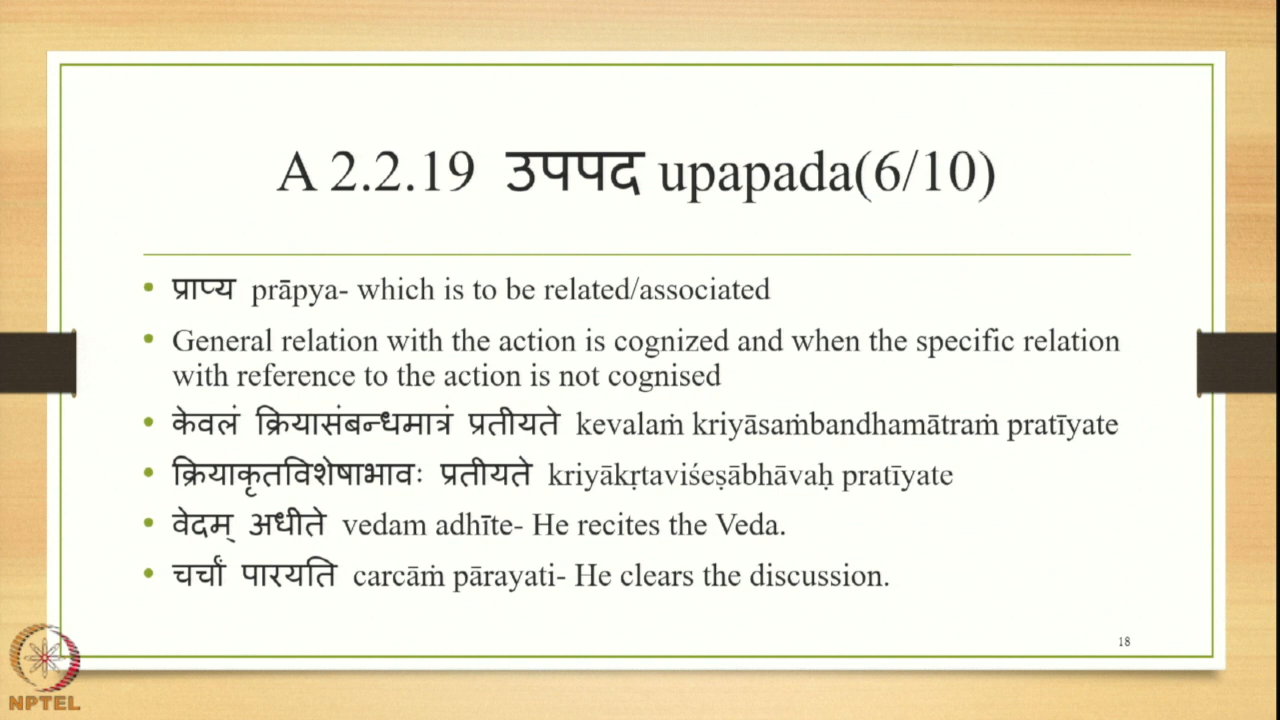 A 2.2.19 उपपद upapada(6/10)
• प्राप्य prāpya- which is to be related/associated
• General relation with the action is cognized and when the specific relation
with reference to the action is not cognised
• केवलं क्रियासंबन्धमात्रं प्रतीयते kevalaṁ kriyāsaṁbandhamātraṁ pratīyate
• क्रियाकृतविशेषाभावः प्रतीयते kriyākṛtaviśeṣābhāvaḥ pratīyate
• वेदम् अधीते vedam adhīte- He recites the Veda.
• चर्चां पारयति carcāṁ pārayati- He clears the discussion.
18
NPTEL